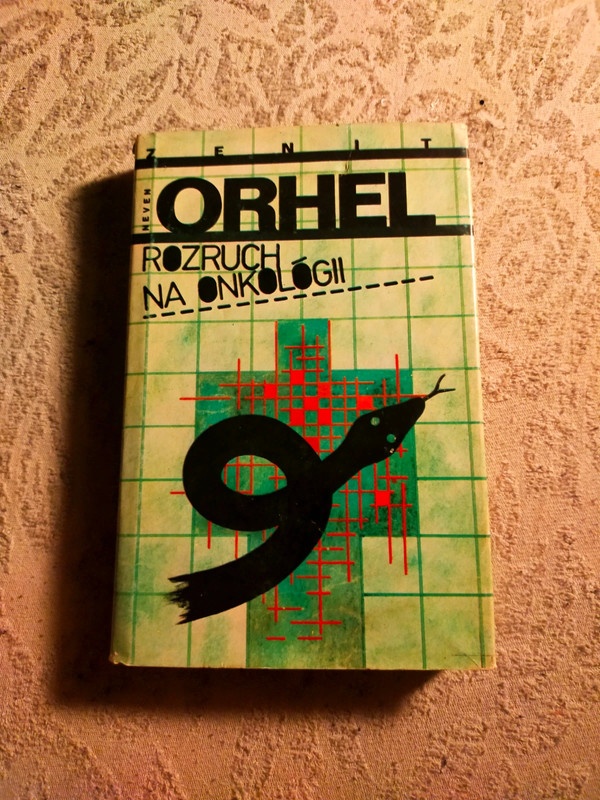 ZENIT
NEVEN
ORHEL
ROZRUCH
NA ONKOLÓGII